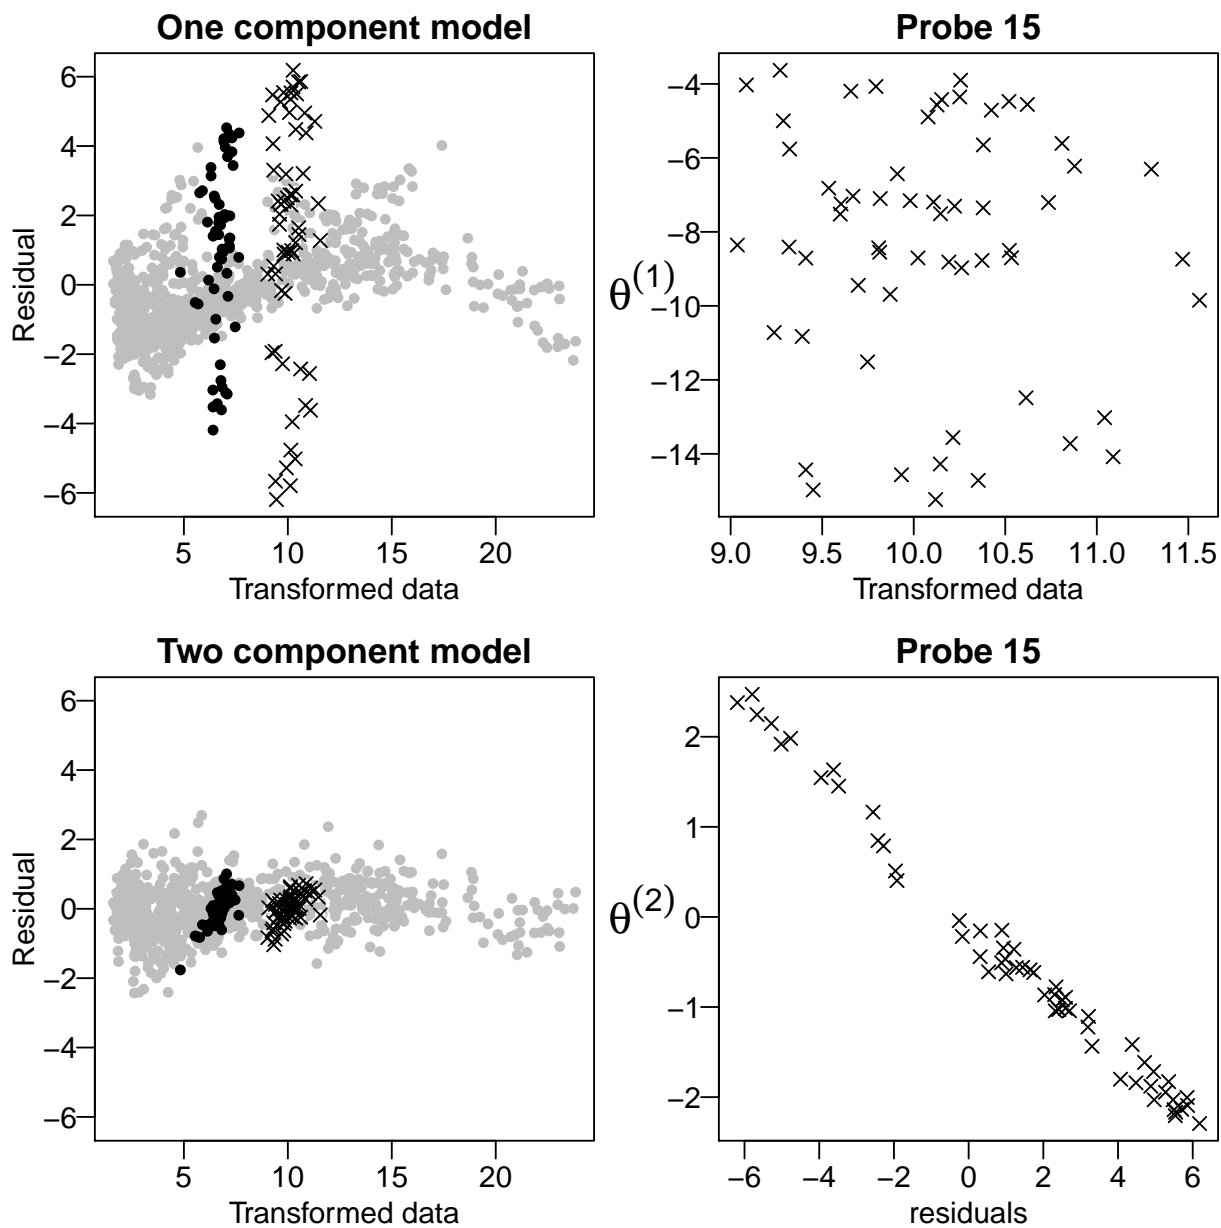 One component model
6
4
2
0
−2
−4
−6
Residual
5 10 15 20
Transformed data
Probe 15
−4
−6
−8
−10
−12
−14
θ(1)
9.0 9.5 10.0 10.5 11.0 11.5
Transformed data
Two component model
6
4
2
0
−2
−4
−6
Residual
5 10 15 20
Transformed data
Probe 15
2
1
0
−1
−2
θ(2)
−6 −4 −2 0 2 4 6
residuals